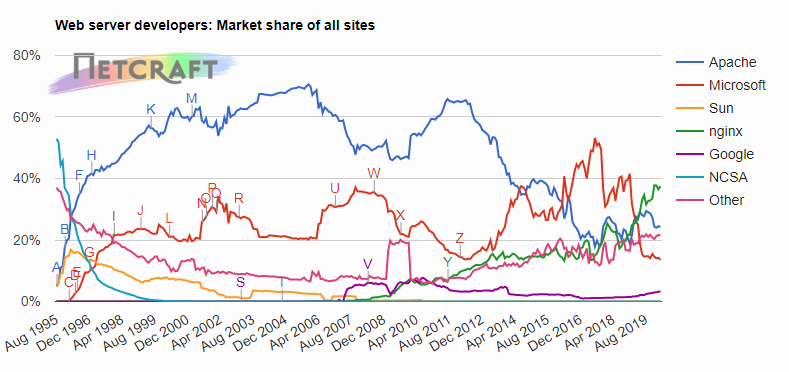 Web server developers: Market share of all sites
NETCRAFT
80%
60%
40%
20%
0%
A
B
C
D
E
F
G
H
I
J
K
L
M
N
O
P
Q
R
S
T
U
V
W
X
Y
Z
Aug 1995
Dec 1996
Apr 1998
Aug 1999
Dec 2000
Apr 2002
Aug 2003
Dec 2004
Apr 2006
Aug 2007
Dec 2008
Apr 2010
Aug 2011
Dec 2012
Apr 2014
Aug 2015
Dec 2016
Apr 2018
Aug 2019
Apache
Microsoft
Sun
nginx
Google
NCSA
Other